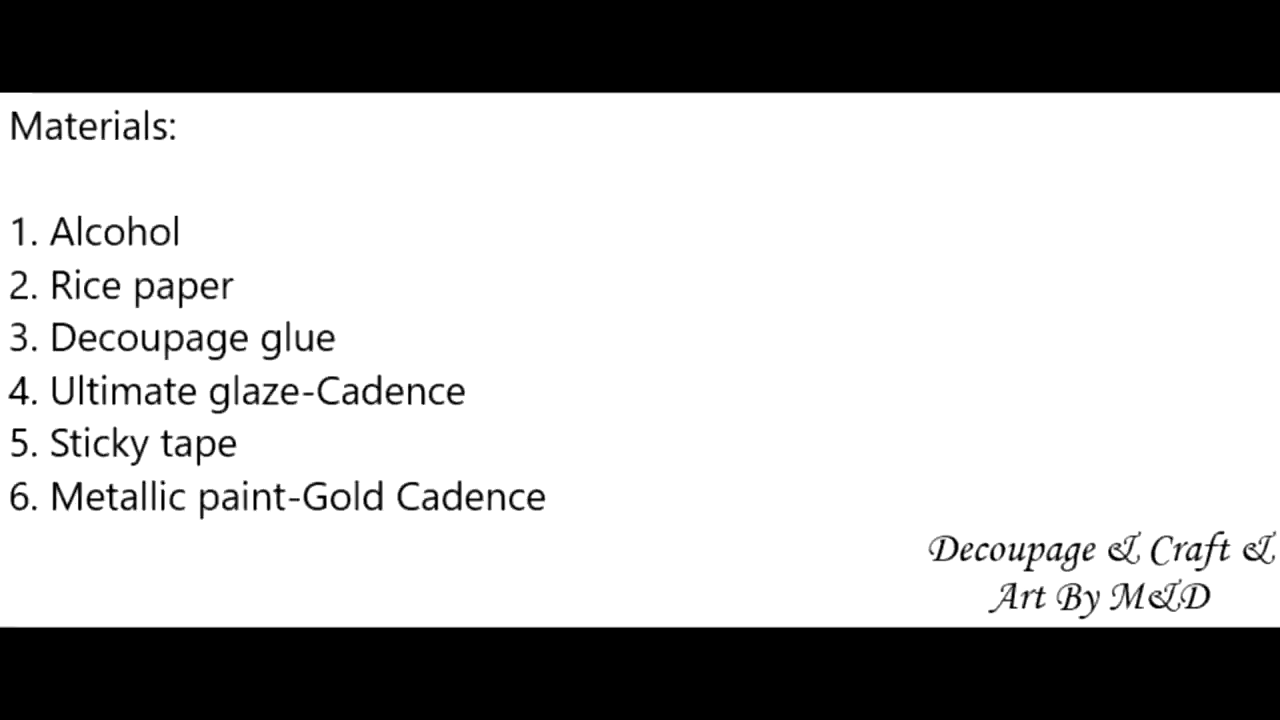 Materials:
1. Alcohol
2. Rice paper
3. Decoupage glue
4. Ultimate glaze-Cadence
5. Sticky tape
6. Metallic paint-Gold Cadence
Decoupage & Craft &
Art By M&D